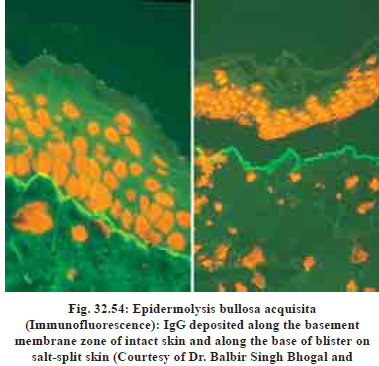 Fig. 32.54: Epidermolysis bullosa acquisita
(Immunofluorescence): IgG deposited along the basement
membrane zone of intact skin and along the base of blister on
salt-split skin (Courtesy of Dr. Balbir Singh Bhogal and